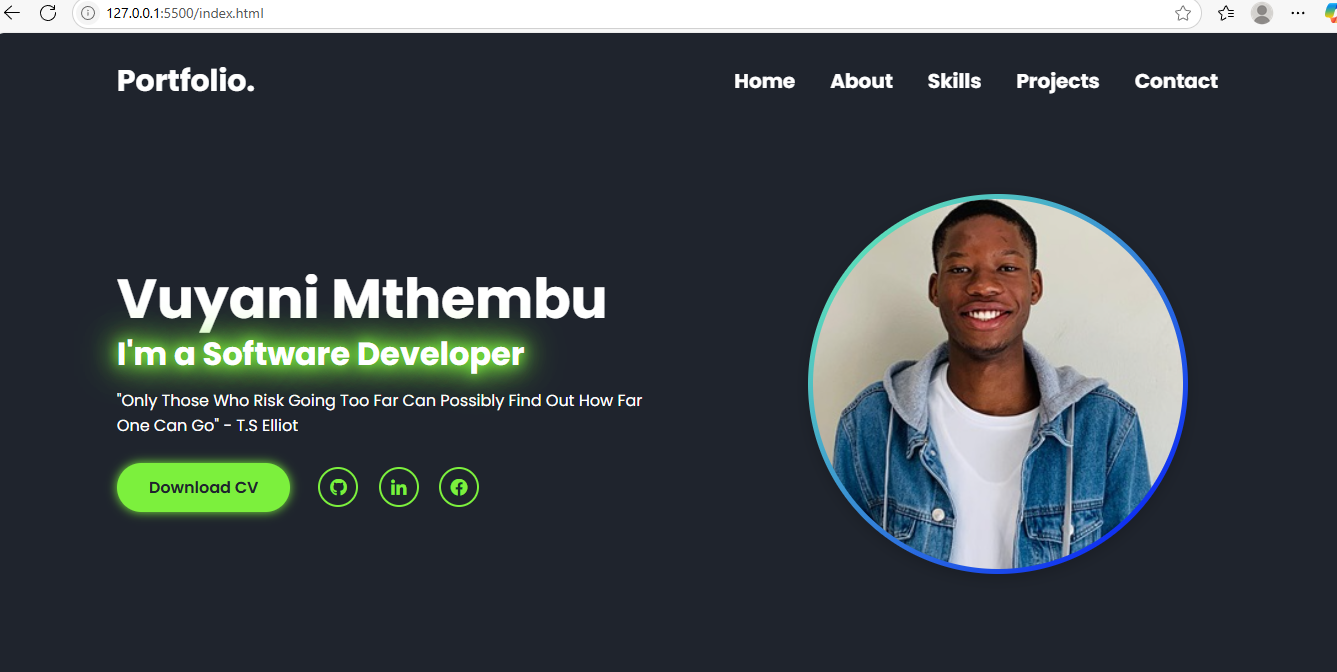 127.0.0.1:5500/index.html
Portfolio.
Home About Skills Projects Contact
Vuyani Mthembu
I'm a Software Developer
"Only Those Who Risk Going Too Far Can Possibly Find Out How Far
One Can Go" - T.S Elliot
Download CV
in